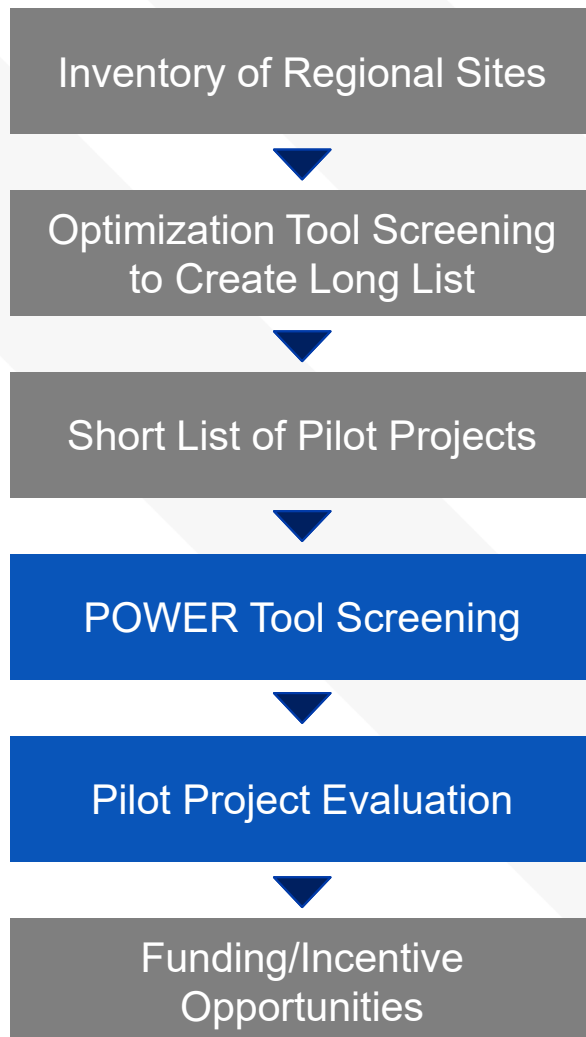 Inventory of Regional Sites
Optimization Tool Screening
to Create Long List
Short List of Pilot Projects
POWER Tool Screening
Pilot Project Evaluation
Funding/Incentive
Opportunities